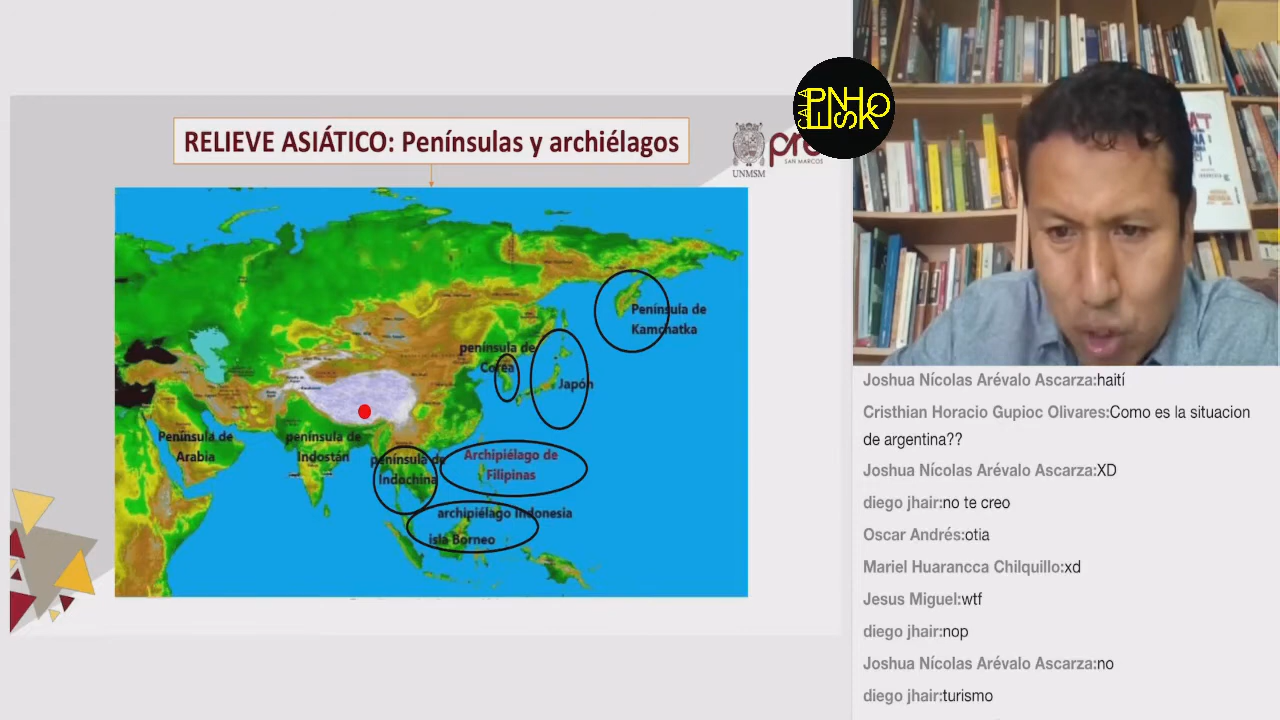 RELIEVE ASIÁTICO: Penínsulas y archiélagos
UNMSM
pre
SAN MARCOS
CALA
PENHO
ESK
Península de
Kamchatka
península de
Corea
Japón
Península de
Arabia
península de
Indostán
península de
Indochina
Archipiélago de
Filipinas
archipiélago Indonesia
isla Borneo
Joshua Nícolas Arévalo Ascarza:haití
Cristhian Horacio Gupioc Olivares:Como es la situacion
de argentina??
Joshua Nícolas Arévalo Ascarza:XD
diego jhair:no te creo
Oscar Andrés:otia
Mariel Huarancca Chilquillo:xd
Jesus Miguel:wtf
diego jhair:nop
Joshua Nícolas Arévalo Ascarza:no
diego jhair:turismo